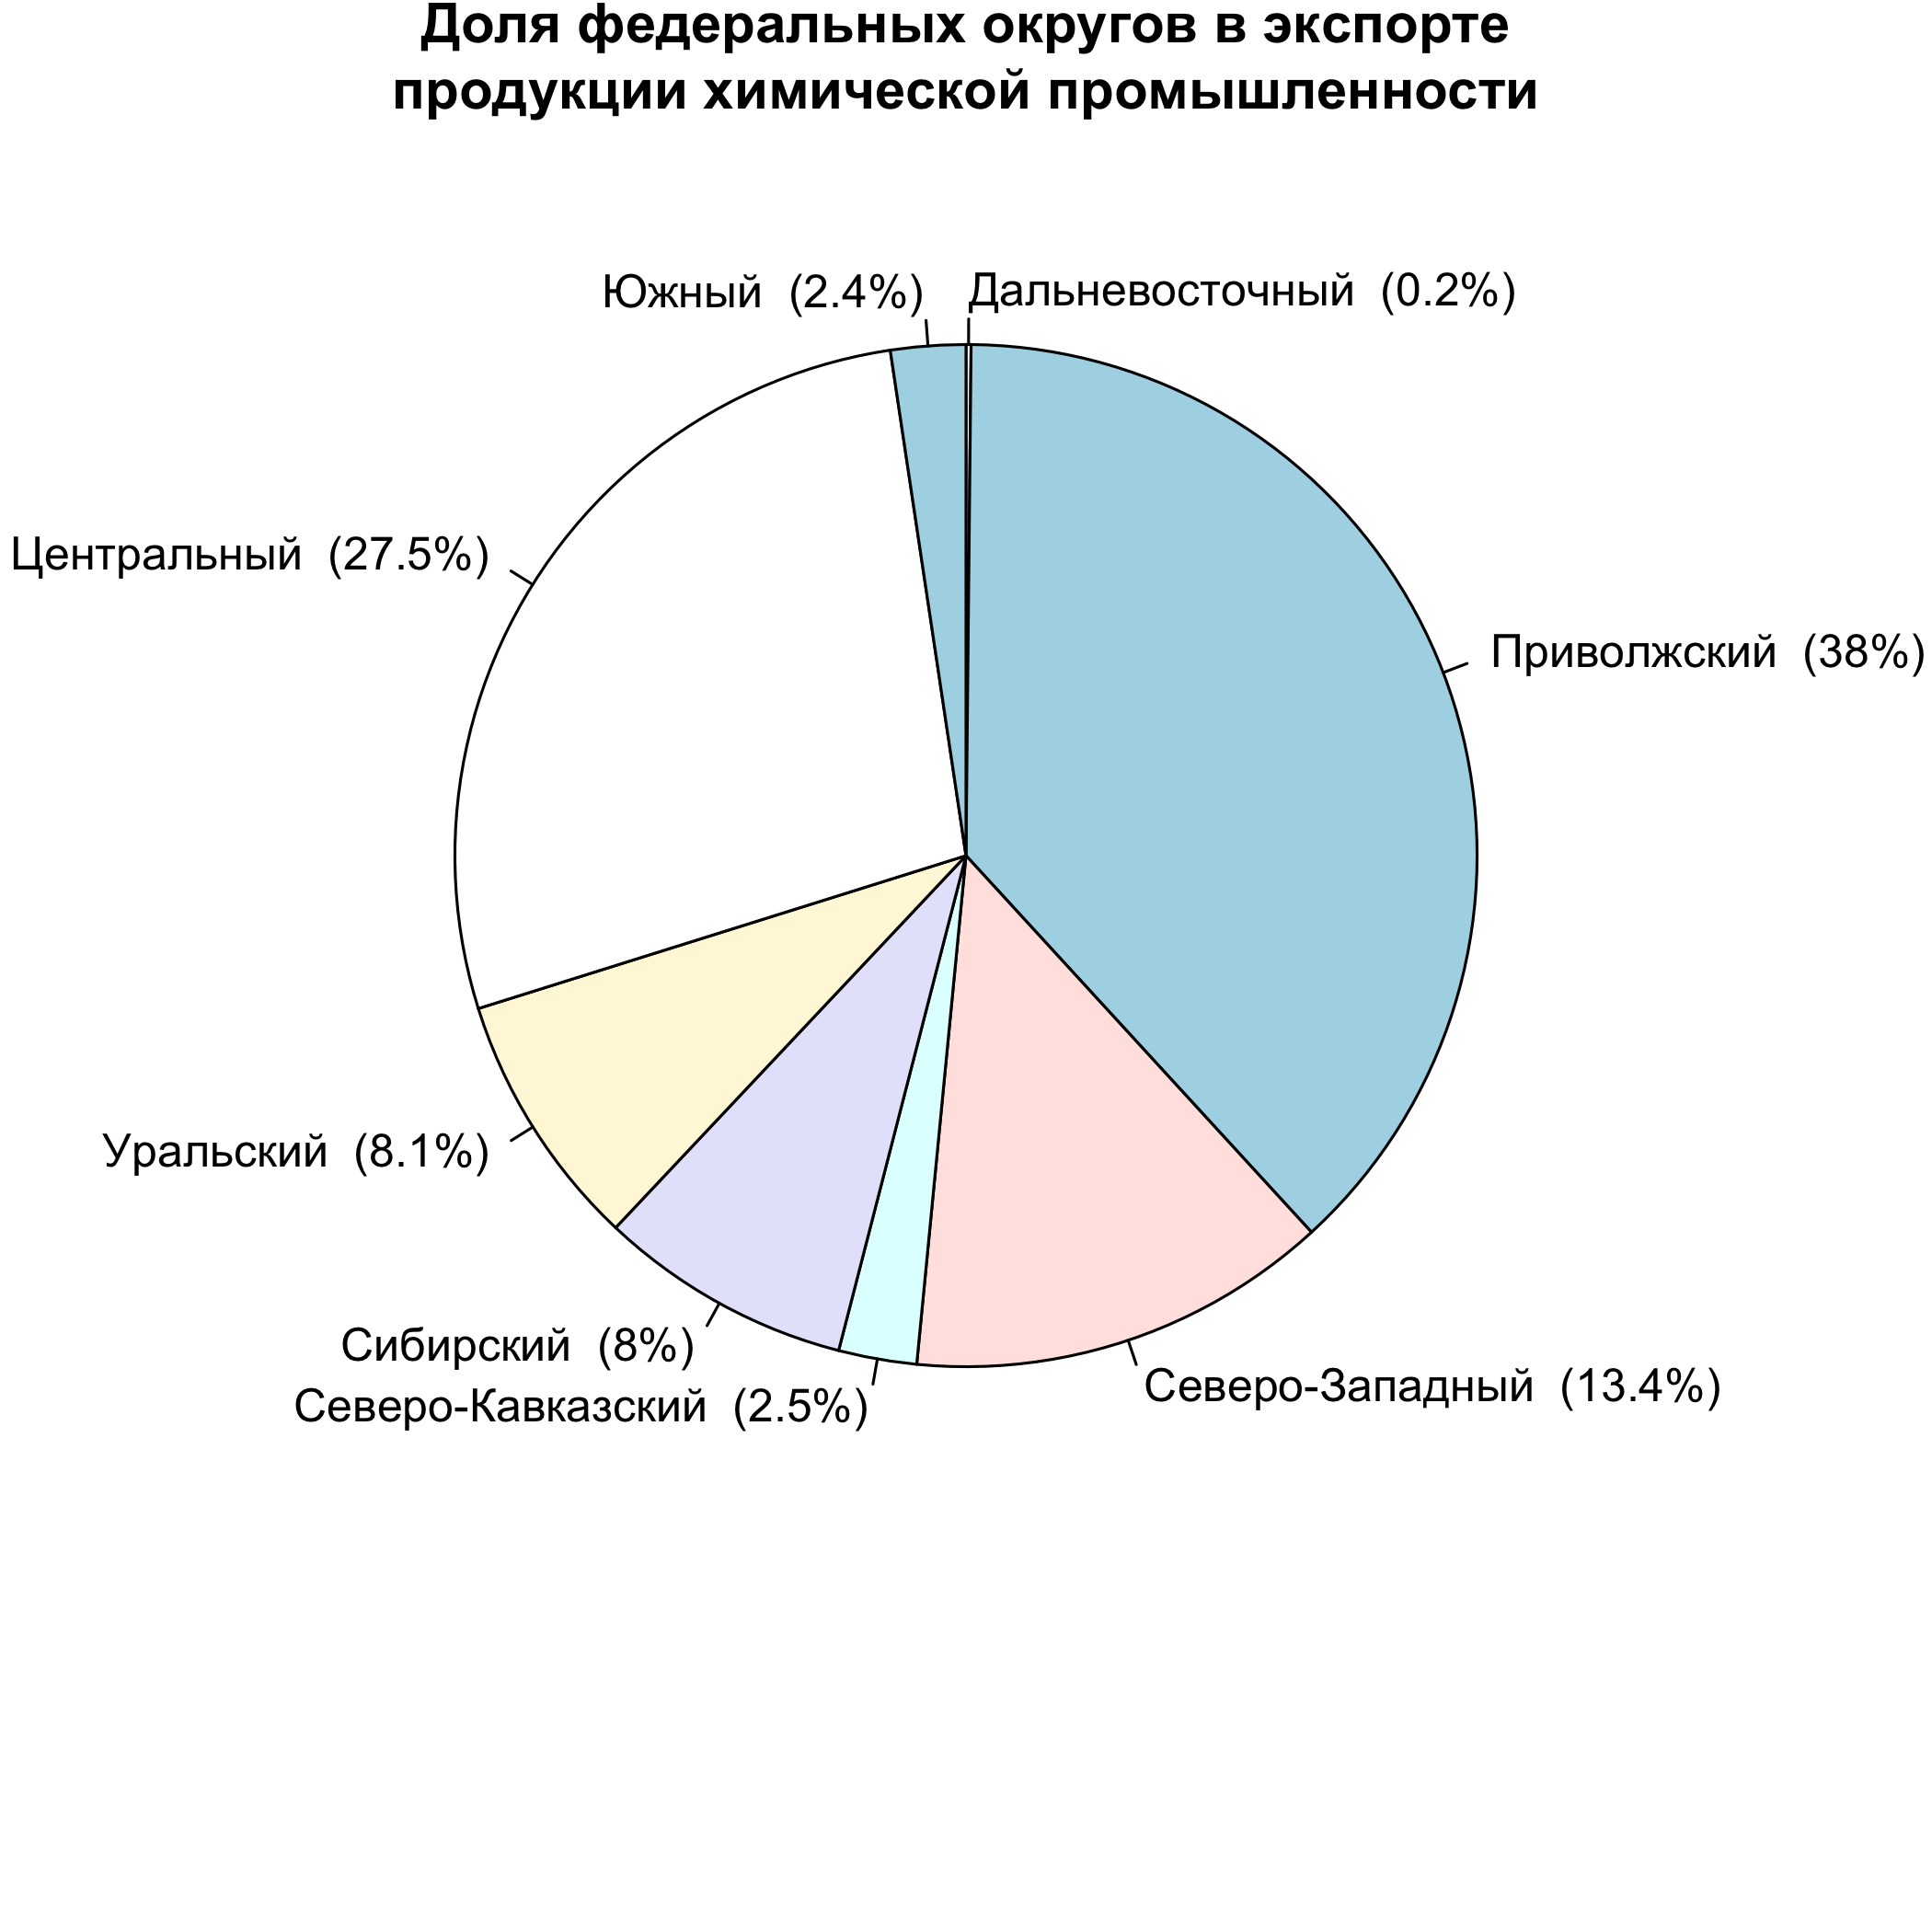 Доля федеральных округов в экспорте
продукции химической промышленности
Южный (2.4%)
Дальневосточный (0.2%)
Центральный (27.5%)
Приволжский (38%)
Уральский (8.1%)
Сибирский (8%)
Северо-Западный (13.4%)
Северо-Кавказский (2.5%)